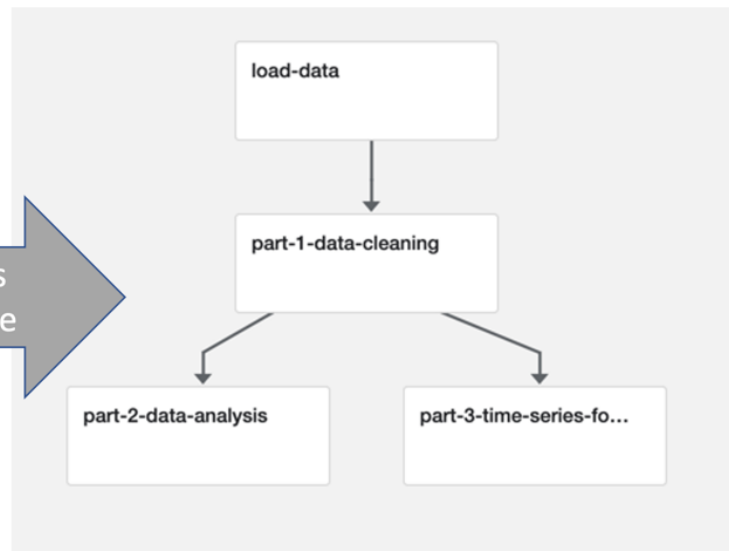 load-data
part-1-data-cleaning
part-2-data-analysis
part-3-time-series-fo...